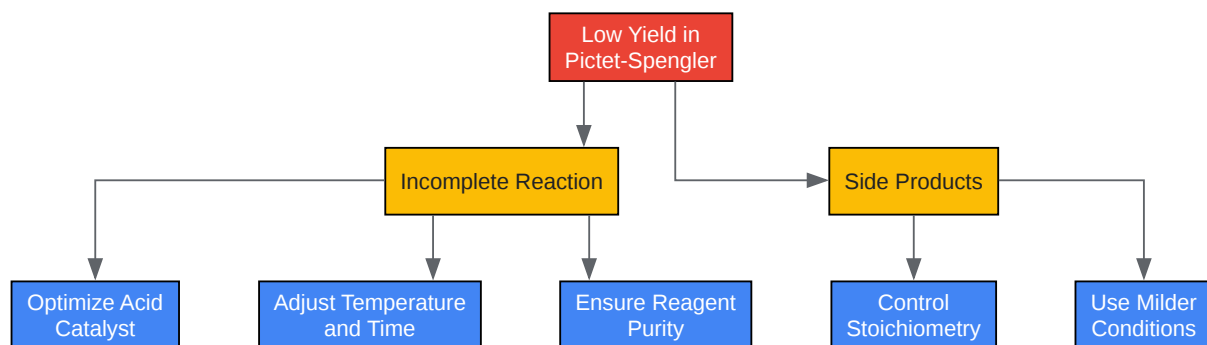 Low Yield in
Pictet-Spengler
Incomplete Reaction
Side Products
Optimize Acid
Catalyst
Adjust Temperature
and Time
Ensure Reagent
Purity
Control
Stoichiometry
Use Milder
Conditions